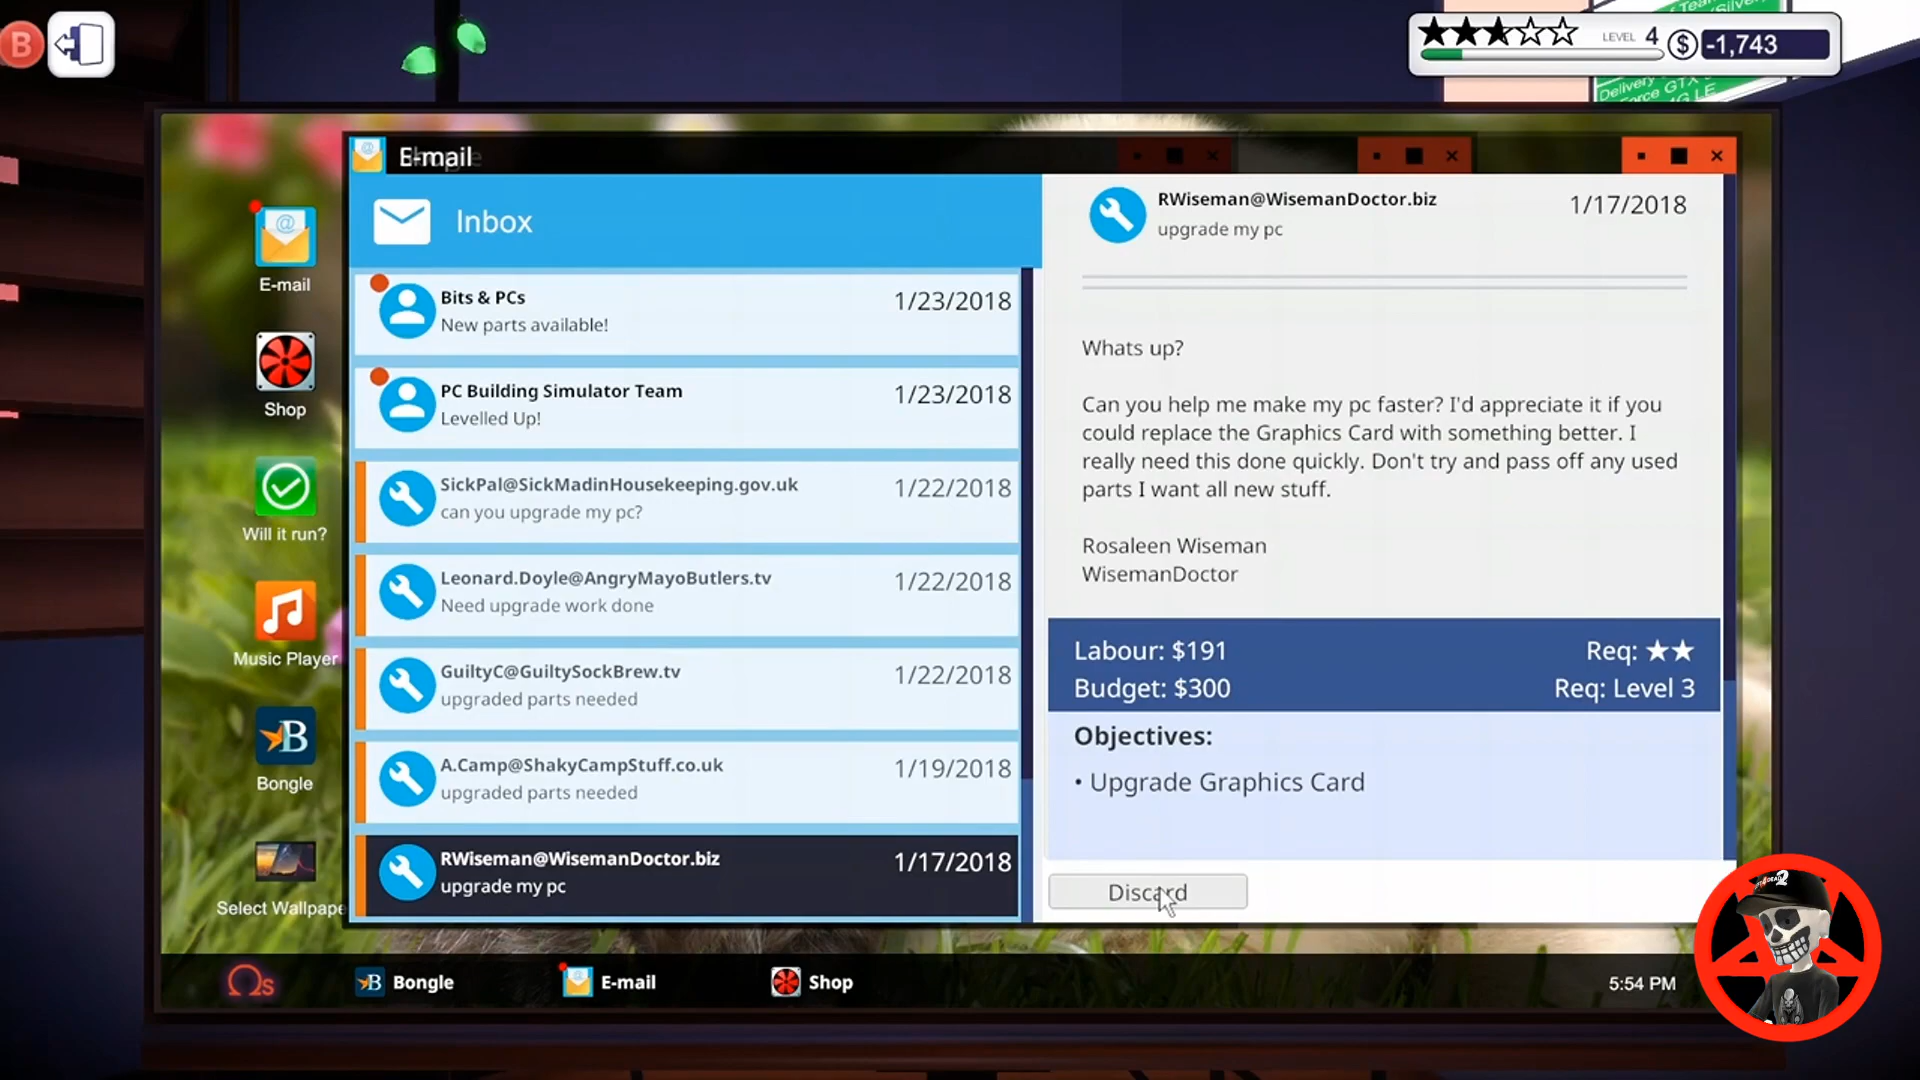 B
LEVEL 4
$ -1,743
Delivery
Force GTX
E-mail
Inbox
Bits & PCs
1/23/2018
New parts available!
PC Building Simulator Team
1/23/2018
Levelled Up!
SickPal@SickMadinHousekeeping.gov.uk
1/22/2018
can you upgrade my pc?
Leonard.Doyle@AngryMayoButlers.tv
1/22/2018
Need upgrade work done
GuiltyC@GuiltySockBrew.tv
1/22/2018
upgraded parts needed
A.Camp@ShakyCampStuff.co.uk
1/19/2018
upgraded parts needed
RWiseman@WisemanDoctor.biz
1/17/2018
upgrade my pc
RWiseman@WisemanDoctor.biz
1/17/2018
upgrade my pc
Whats up?
Can you help me make my pc faster? I'd appreciate it if you
could replace the Graphics Card with something better. I
really need this done quickly. Don't try and pass off any used
parts I want all new stuff.
Rosaleen Wiseman
WisemanDoctor
Labour: $191
Req: ★★
Budget: $300
Req: Level 3
Objectives:
• Upgrade Graphics Card
Discard
E-mail
Shop
Will it run?
Music Player
Bongle
Select Wallpape
Ωs
Bongle
E-mail
Shop
5:54 PM